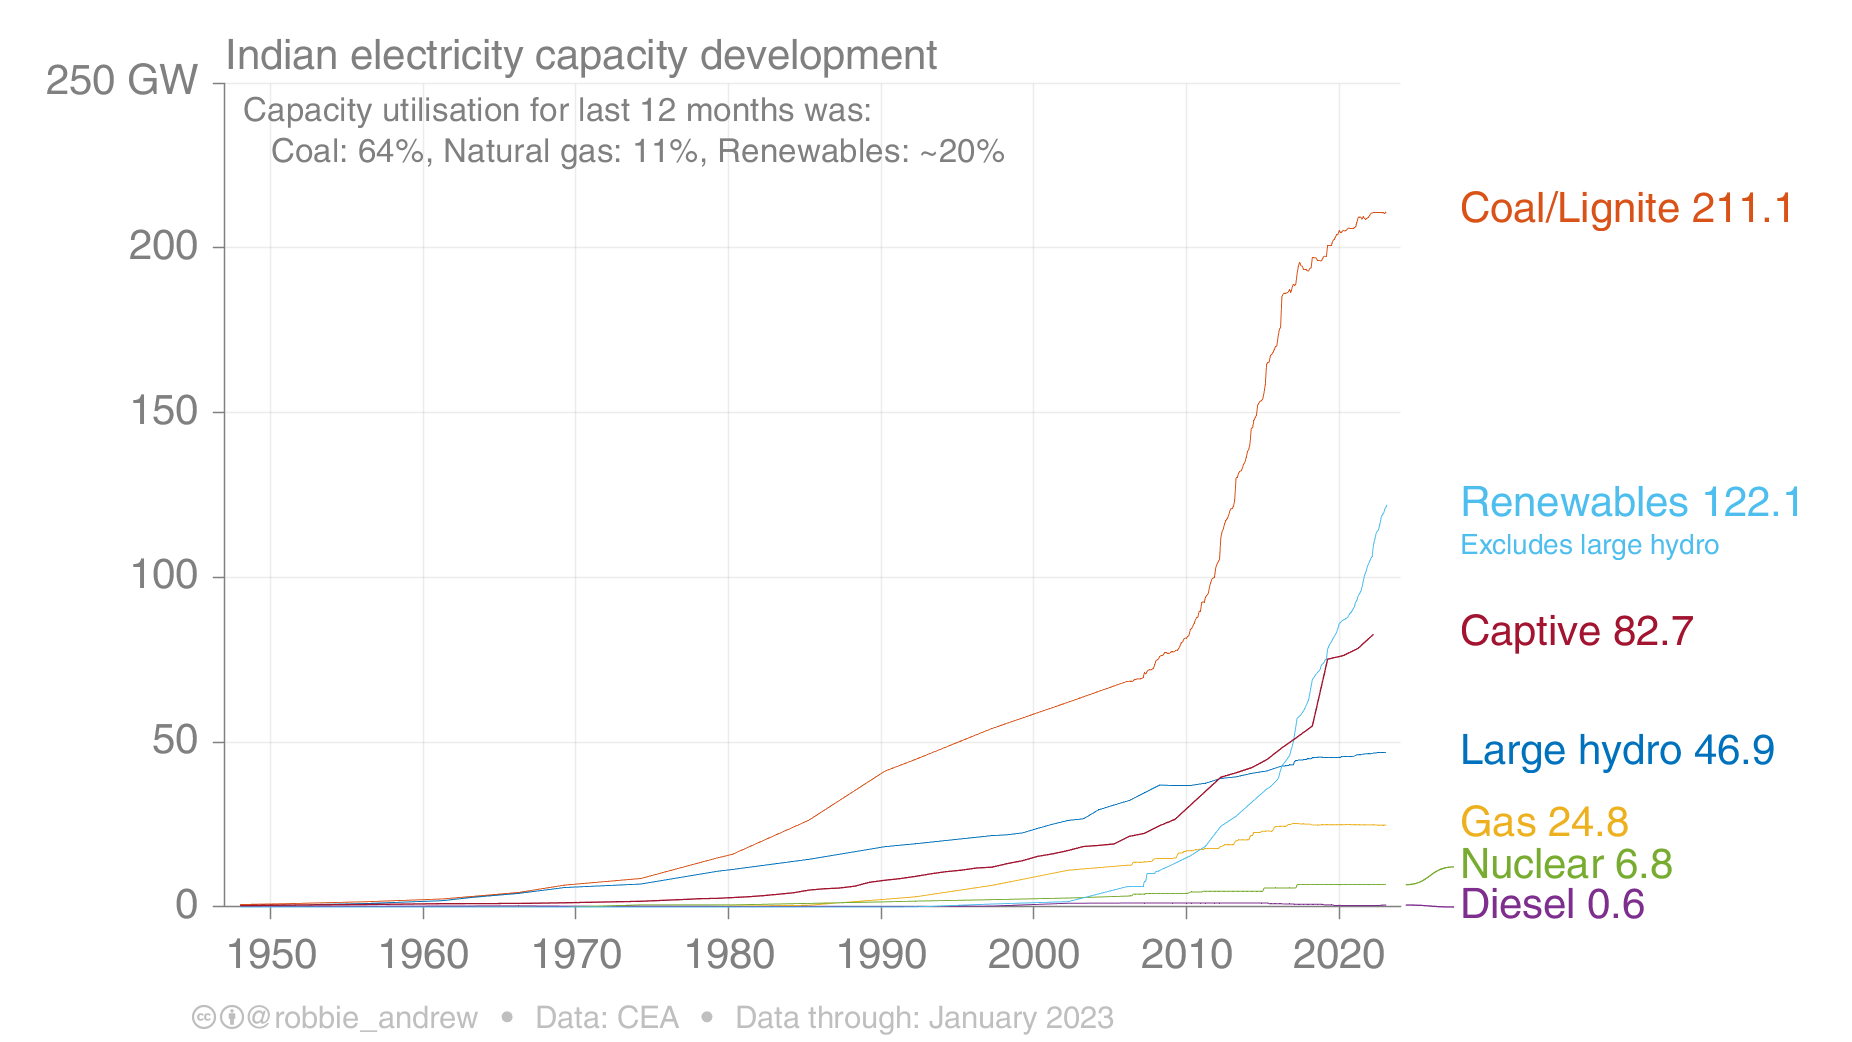 Indian electricity capacity development
250 GW
Capacity utilisation for last 12 months was:
Coal: 64%, Natural gas: 11%, Renewables: ~20%
Coal/Lignite 211.1
200
150
Renewables 122.1
Excludes large hydro
100
Captive 82.7
50
Large hydro 46.9
Gas 24.8
Nuclear 6.8
Diesel 0.6
0
1950 1960 1970 1980 1990 2000 2010 2020
@robbie_andrew • Data: CEA • Data through: January 2023